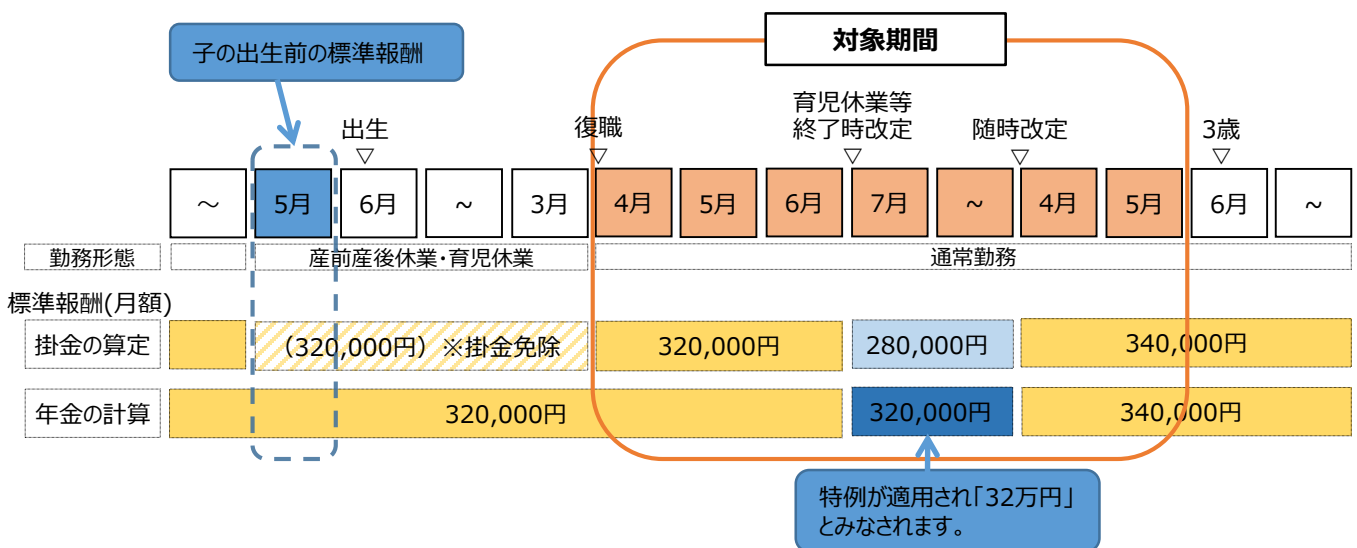 子の出生前の標準報酬
対象期間
出生
▽
復職
▽
育児休業等
終了時改定
▽
随時改定
▽
3歳
▽
～ 5月 6月 ~ 3月 4月 5月 6月 7月 ~ 4月 5月 6月 ~
勤務形態 産前産後休業・育児休業 通常勤務
標準報酬(月額)
掛金の算定 （320,000円）※掛金免除 320,000円 280,000円 340,000円
年金の計算 320,000円 320,000円 340,000円
特例が適用され「32万円」
とみなされます。